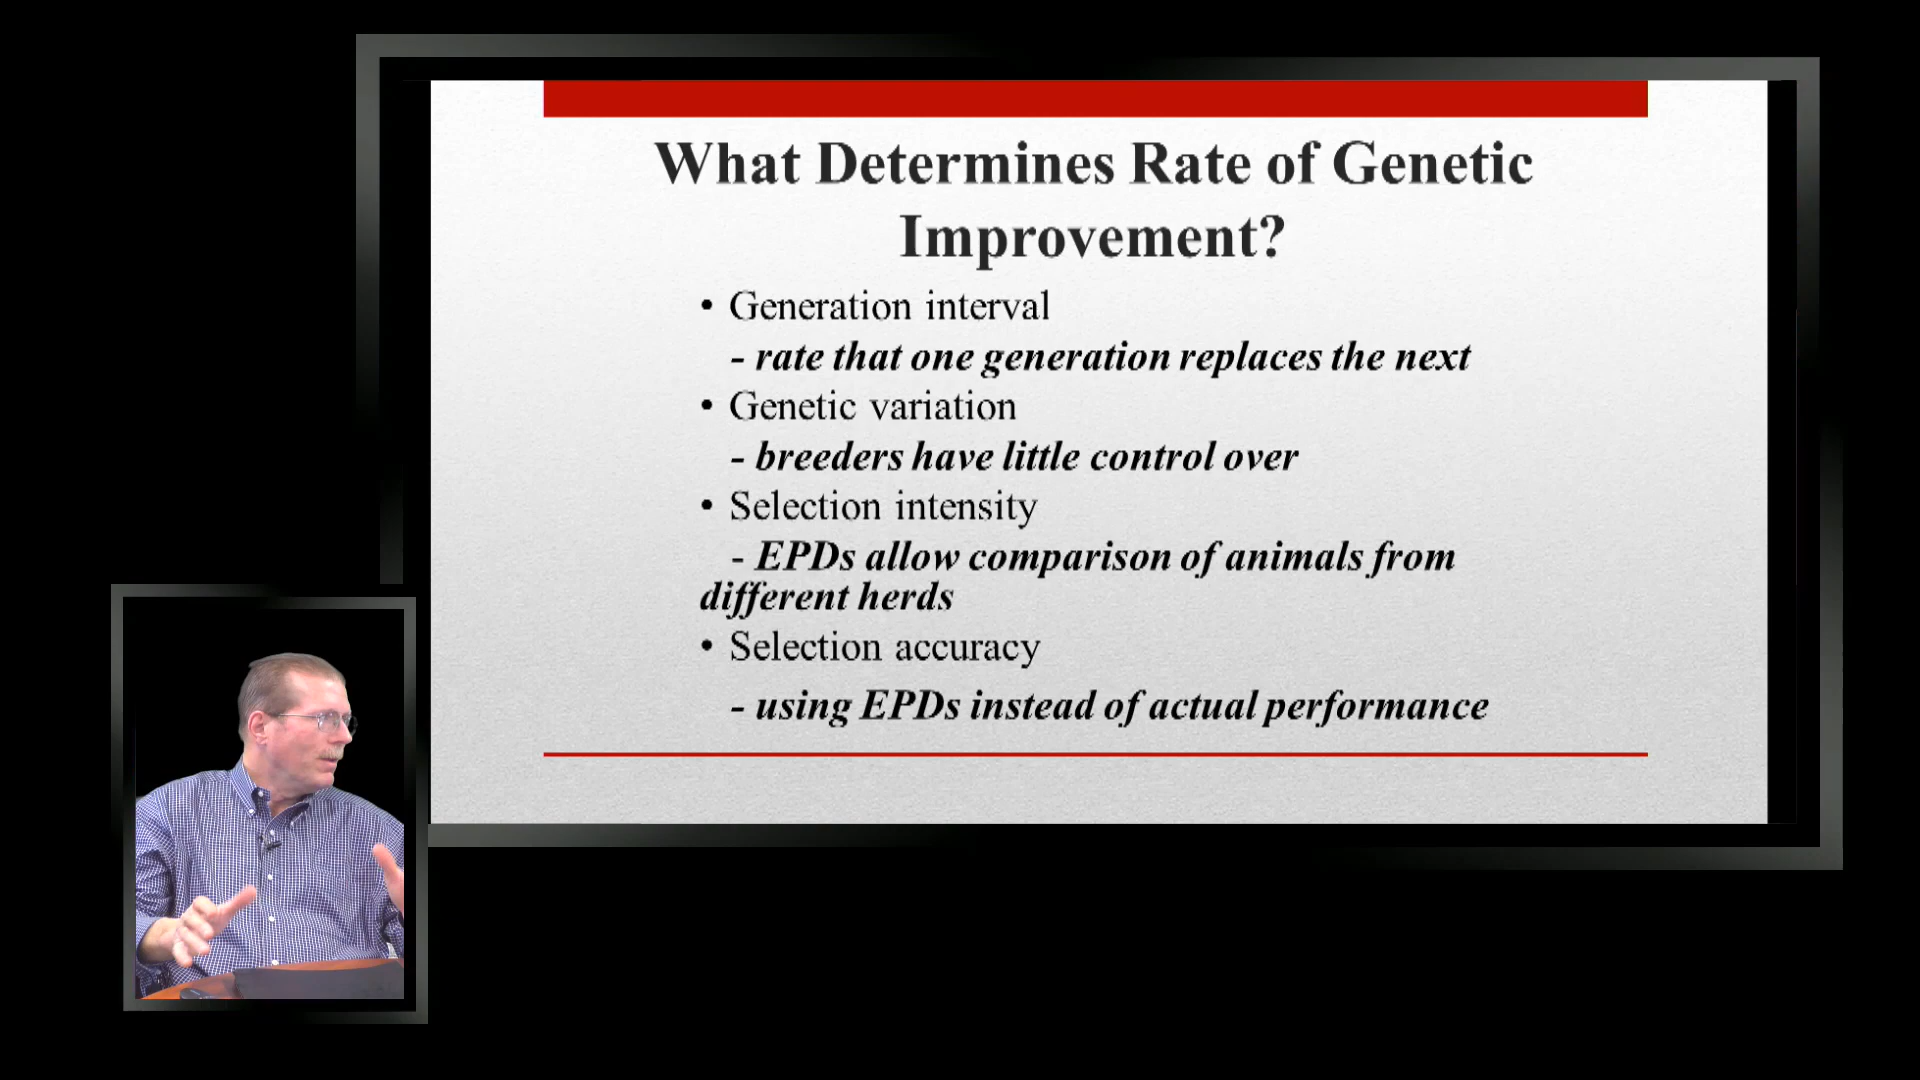 What Determines Rate of Genetic
Improvement?
• Generation interval
- rate that one generation replaces the next
• Genetic variation
- breeders have little control over
• Selection intensity
- EPDs allow comparison of animals from
different herds
• Selection accuracy
- using EPDs instead of actual performance